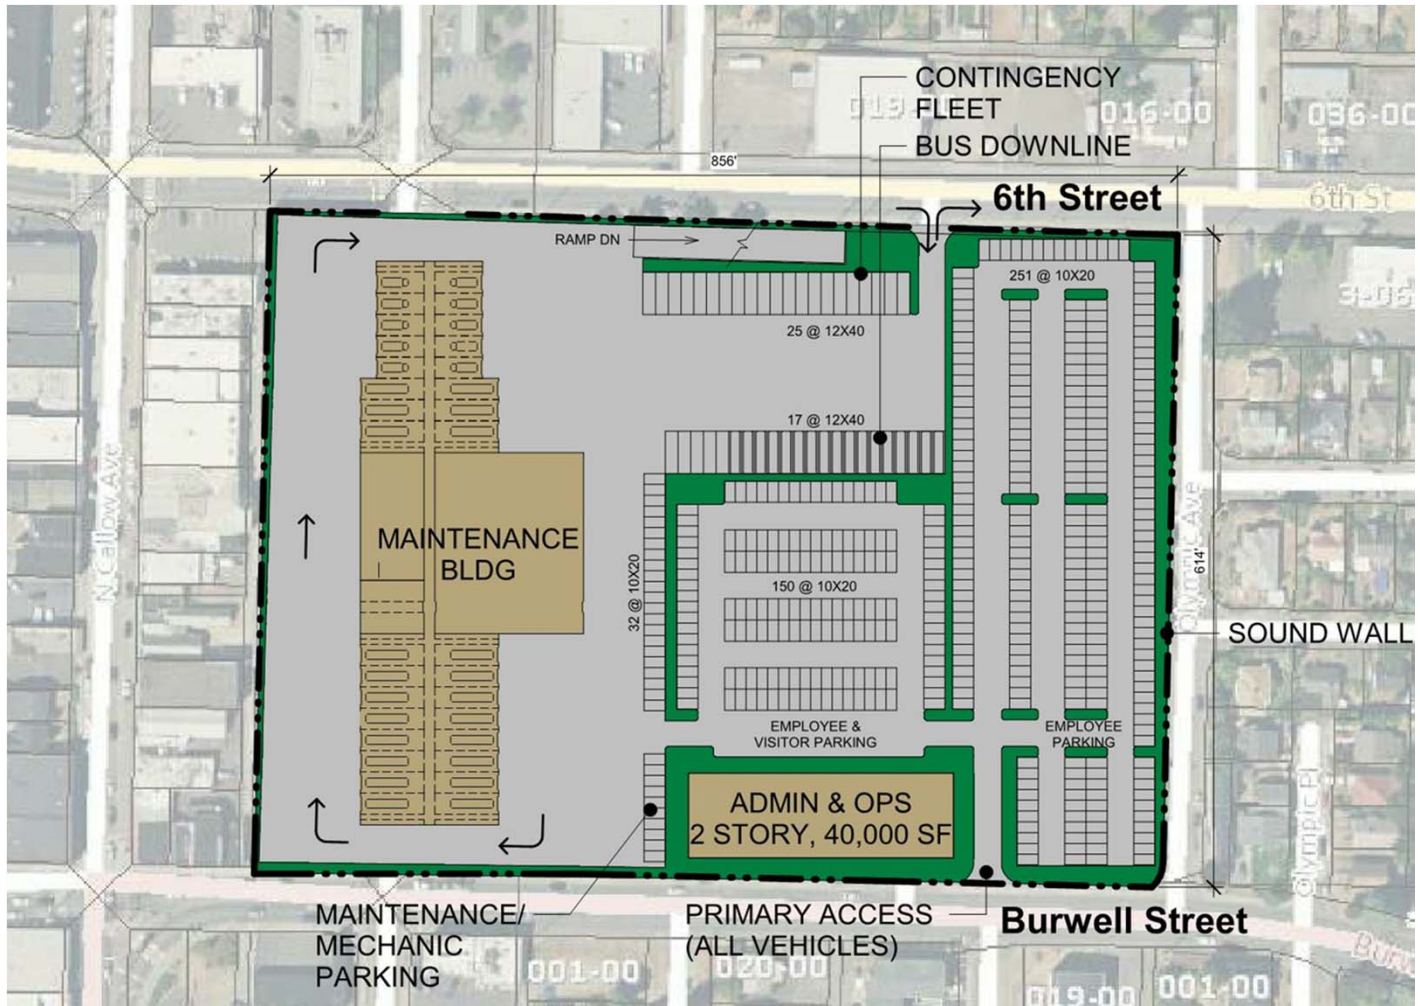 CONTINGENCY
FLEET
016-00
036-00
BUS DOWNLINE
856'
6th Street
6th St
RAMP DN
251 @ 10X20
25 @ 12X40
17 @ 12X40
N Callow Ave
MAINTENANCE
BLDG
32 @ 10X20
150 @ 10X20
Olympic Ave
614'
SOUND WALL
EMPLOYEE &
VISITOR PARKING
EMPLOYEE
PARKING
ADMIN & OPS
2 STORY, 40,000 SF
Olympic Pl
MAINTENANCE/
MECHANIC
PARKING
PRIMARY ACCESS
(ALL VEHICLES)
Burwell Street
001-00
020-00
019-00
001-00